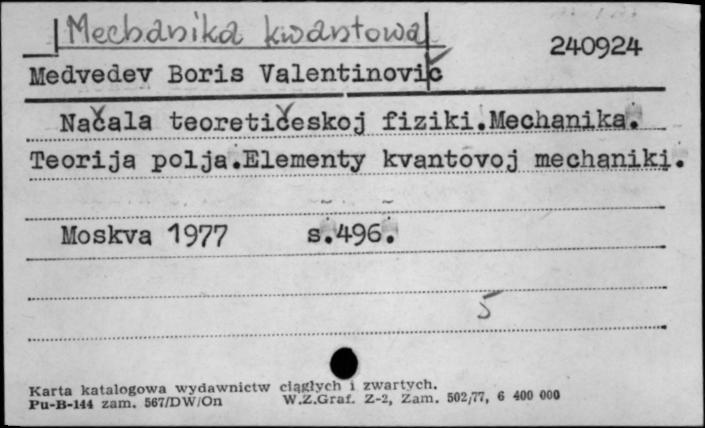 Mechanika kwantowa
240924
Medvedev Boris Valentinovič
Načala teoretičeskoj fiziki.Mechanika.
Teorija polja.Elementy kvantovoj mechaniki.
Moskva 1977 s.496.
5
Karta katalogowa wydawnictw ciągłych i zwartych.
Pu-B-144 zam. 567/DW/On W.Z.Graf. Z-2, Zam. 502/77, 6 400 000